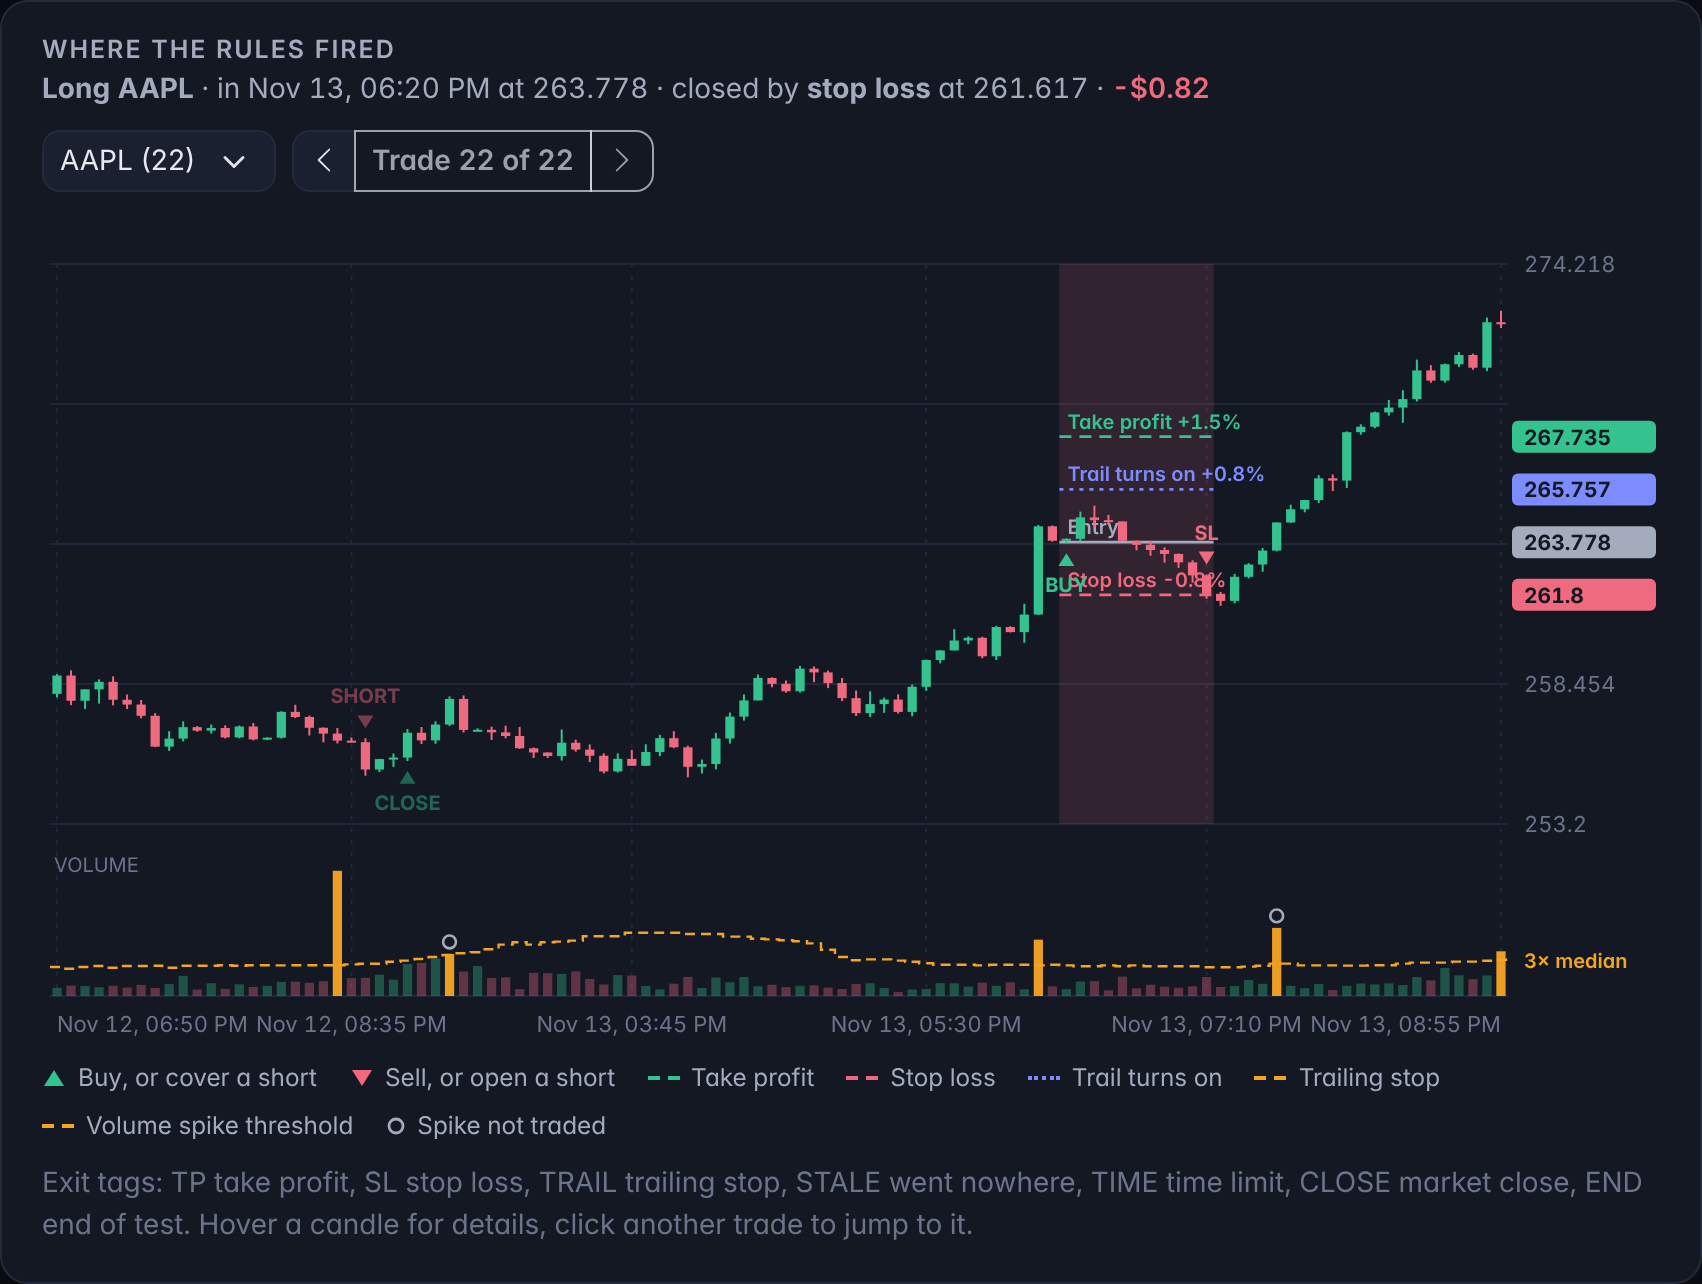 WHERE THE RULES FIRED
Long AAPL · in Nov 13, 06:20 PM at 263.778 · closed by stop loss at 261.617 · -$0.82
AAPL (22)
Trade 22 of 22
274.218
Take profit +1.5%
267.735
Trail turns on +0.8%
265.757
Entry
SL
263.778
BUY
Stop loss -0.8%
261.8
SHORT
258.454
CLOSE
253.2
VOLUME
3× median
Nov 12, 06:50 PM Nov 12, 08:35 PM Nov 13, 03:45 PM Nov 13, 05:30 PM Nov 13, 07:10 PM Nov 13, 08:55 PM
Buy, or cover a short Sell, or open a short Take profit Stop loss Trail turns on Trailing stop
Volume spike threshold Spike not traded
Exit tags: TP take profit, SL stop loss, TRAIL trailing stop, STALE went nowhere, TIME time limit, CLOSE market close, END
end of test. Hover a candle for details, click another trade to jump to it.